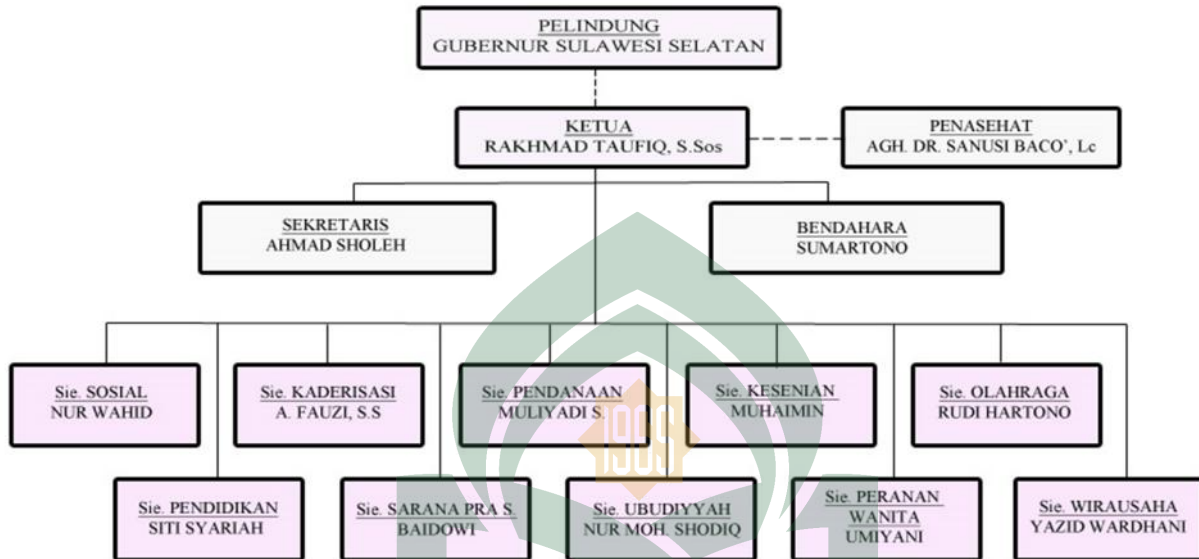 PELINDUNG
GUBERNUR SULAWESI SELATAN
KETUA
RAKHMAD TAUFIQ, S.Sos
PENASEHAT
AGH. DR. SANUSI BACO’, Lc
SEKRETARIS
AHMAD SHOLEH
BENDAHARA
SUMARTONO
Sie. SOSIAL
NUR WAHID
Sie. KADERISASI
A. FAUZI, S.S
Sie. PENDANAAN
MULIYADI S.
Sie. KESENIAN
MUHAIMIN
Sie. OLAHRAGA
RUDI HARTONO
1965
Sie. PENDIDIKAN
SITI SYARIAH
Sie. SARANA PRA S.
BAIDOWI
Sie. UBUDIYYAH
NUR MOH. SHODIQ
Sie. PERANAN
WANITA
UMIYANI
Sie. WIRAUSAHA
YAZID WARDHANI